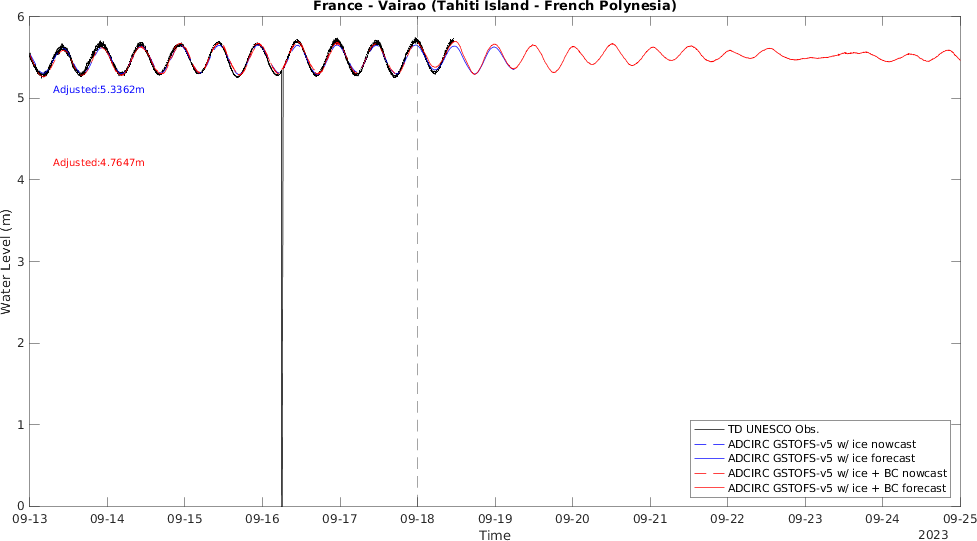 France - Vairao (Tahiti Island - French Polynesia)
6
5
4
3
2
1
0
Water Level (m)
Adjusted:5.3362m
Adjusted:4.7647m
TD UNESCO Obs.
ADCIRC GSTOFS-v5 w/ ice nowcast
ADCIRC GSTOFS-v5 w/ ice forecast
ADCIRC GSTOFS-v5 w/ ice + BC nowcast
ADCIRC GSTOFS-v5 w/ ice + BC forecast
09-13 09-14 09-15 09-16 09-17 09-18 09-19 09-20 09-21 09-22 09-23 09-24 09-25
Time
2023